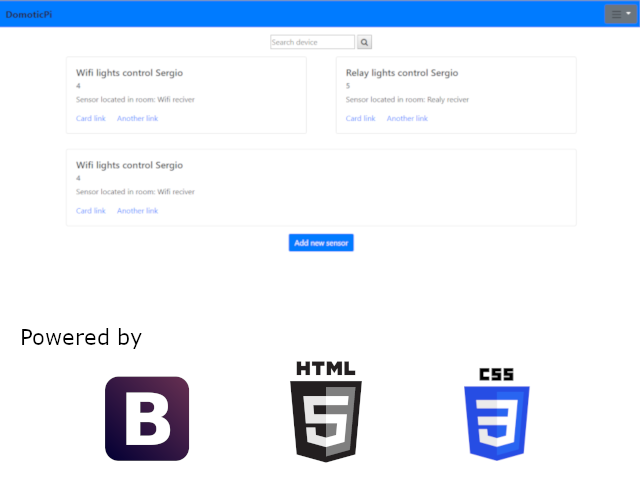 DomoticPi
Search device
Wifi lights control Sergio
4
Sensor located in room: Wifi reciver
Card link Another link
Relay lights control Sergio
5
Sensor located in room: Realy reciver
Card link Another link
Wifi lights control Sergio
4
Sensor located in room: Wifi reciver
Card link Another link
Add new sensor
Powered by
B
HTML
5
CSS
3